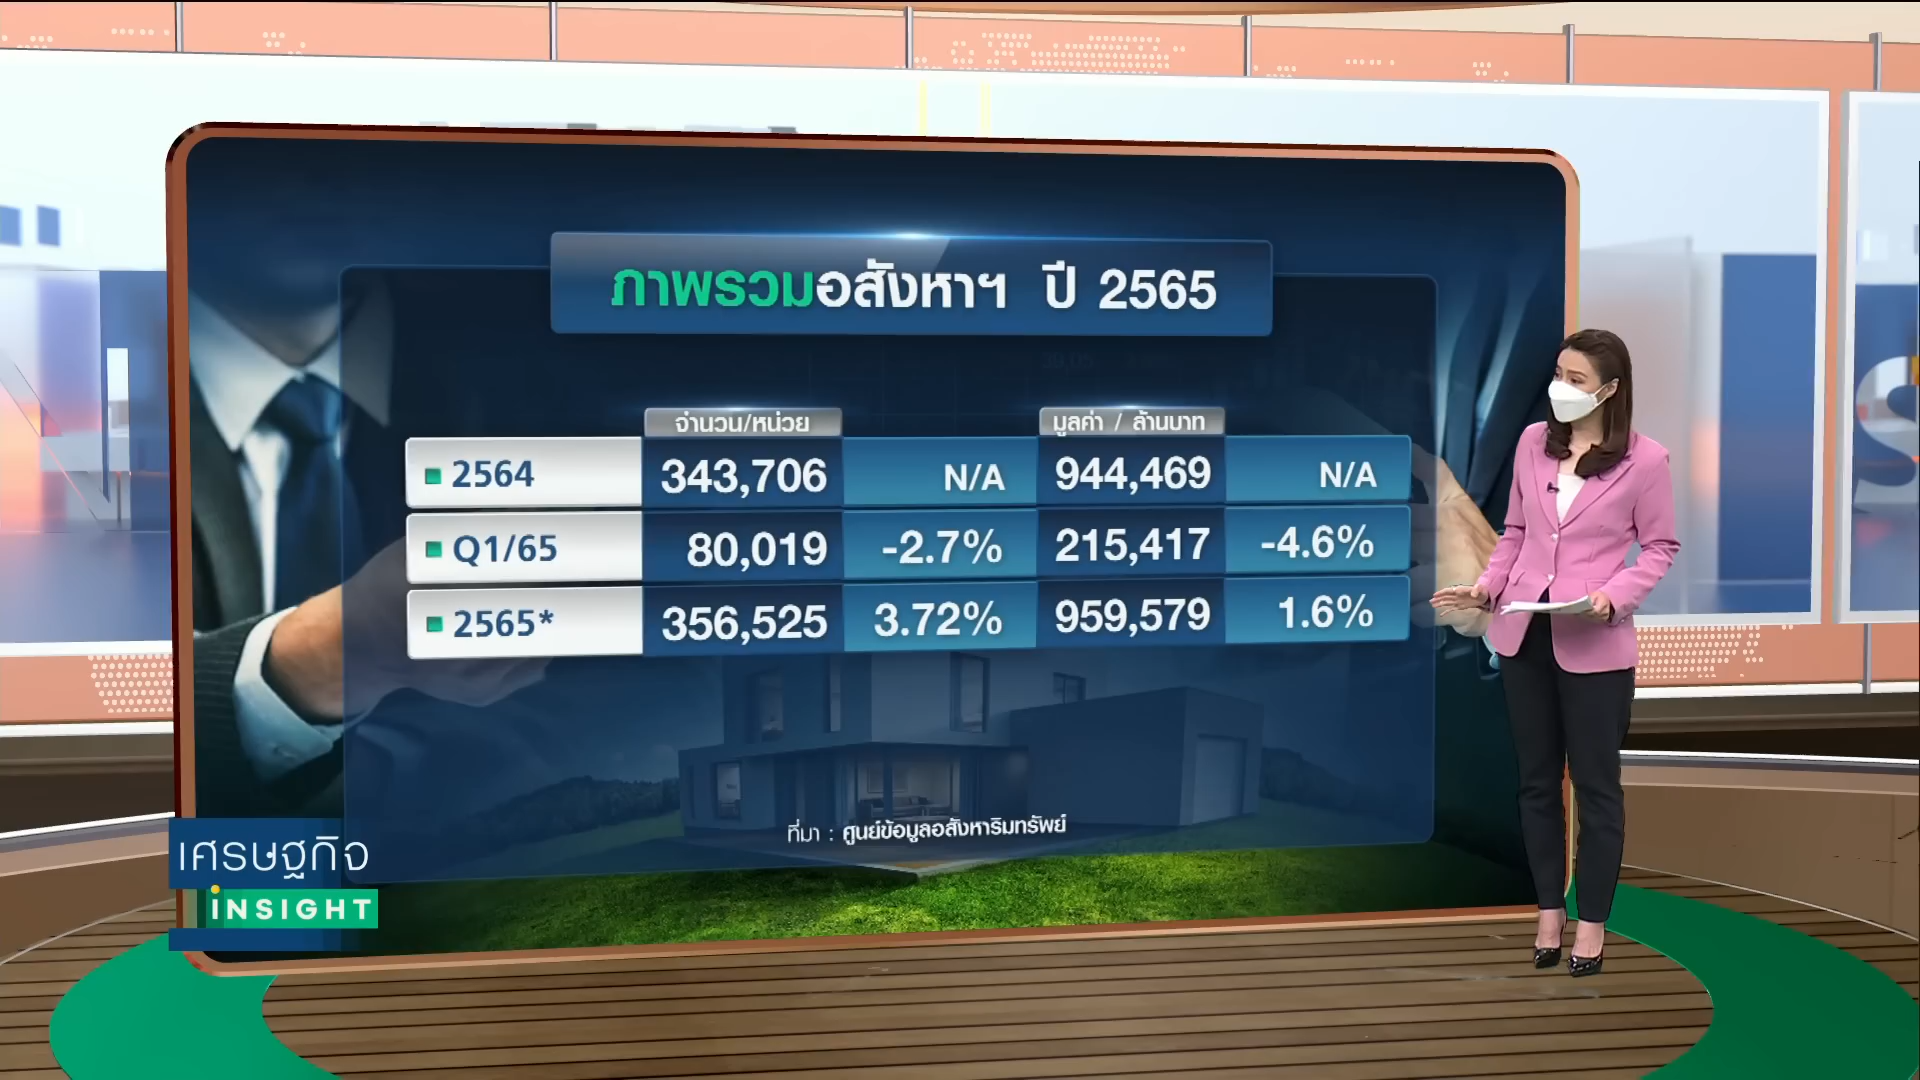 ภาพรวมอสังหาฯ ปี 2565
จำนวน/หน่วย มูลค่า / ล้านบาท
2564 343,706 N/A 944,469 N/A
Q1/65 80,019 -2.7% 215,417 -4.6%
2565* 356,525 3.72% 959,579 1.6%
ที่มา : ศูนย์ข้อมูลอสังหาริมทรัพย์
เศรษฐกิจ
INSIGHT